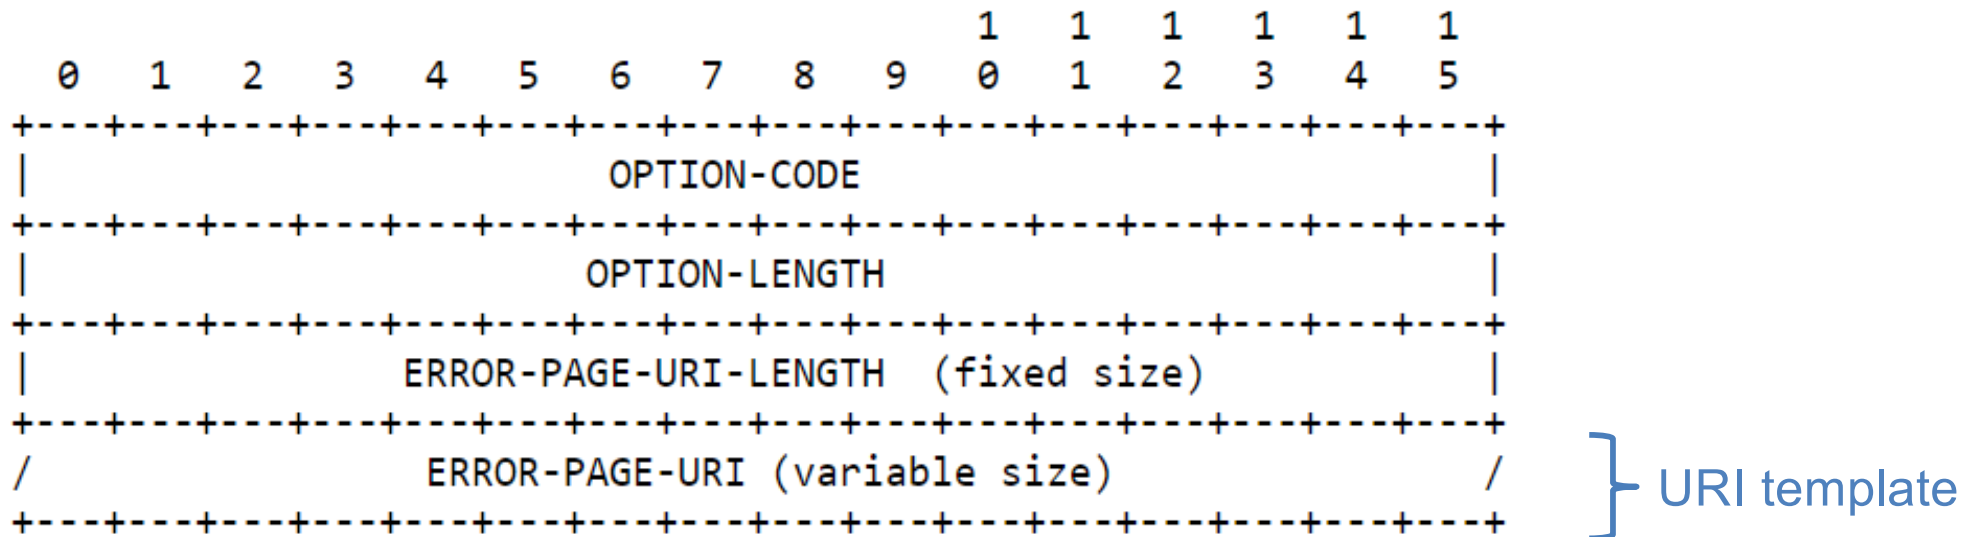 1   1   1   1   1   1
  0   1   2   3   4   5   6   7   8   9   0   1   2   3   4   5
+---+---+---+---+---+---+---+---+---+---+---+---+---+---+---+---+
|                         OPTION-CODE                           |
+---+---+---+---+---+---+---+---+---+---+---+---+---+---+---+---+
|                        OPTION-LENGTH                          |
+---+---+---+---+---+---+---+---+---+---+---+---+---+---+---+---+
|                ERROR-PAGE-URI-LENGTH  (fixed size)            |
+---+---+---+---+---+---+---+---+---+---+---+---+---+---+---+---+
/                 ERROR-PAGE-URI (variable size)                /
+---+---+---+---+---+---+---+---+---+---+---+---+---+---+---+---+
URI template